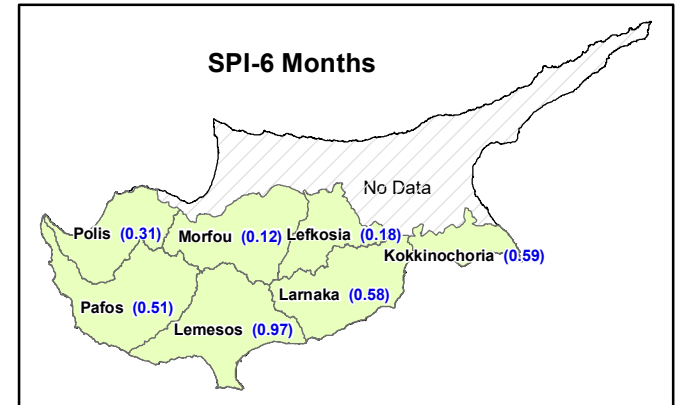 SPI-6 Months
No Data
Polis (0.31)
Morfou (0.12)
Lefkosia (0.18)
Kokkinochoria (0.59)
Pafos (0.51)
Larnaka (0.58)
Lemesos (0.97)